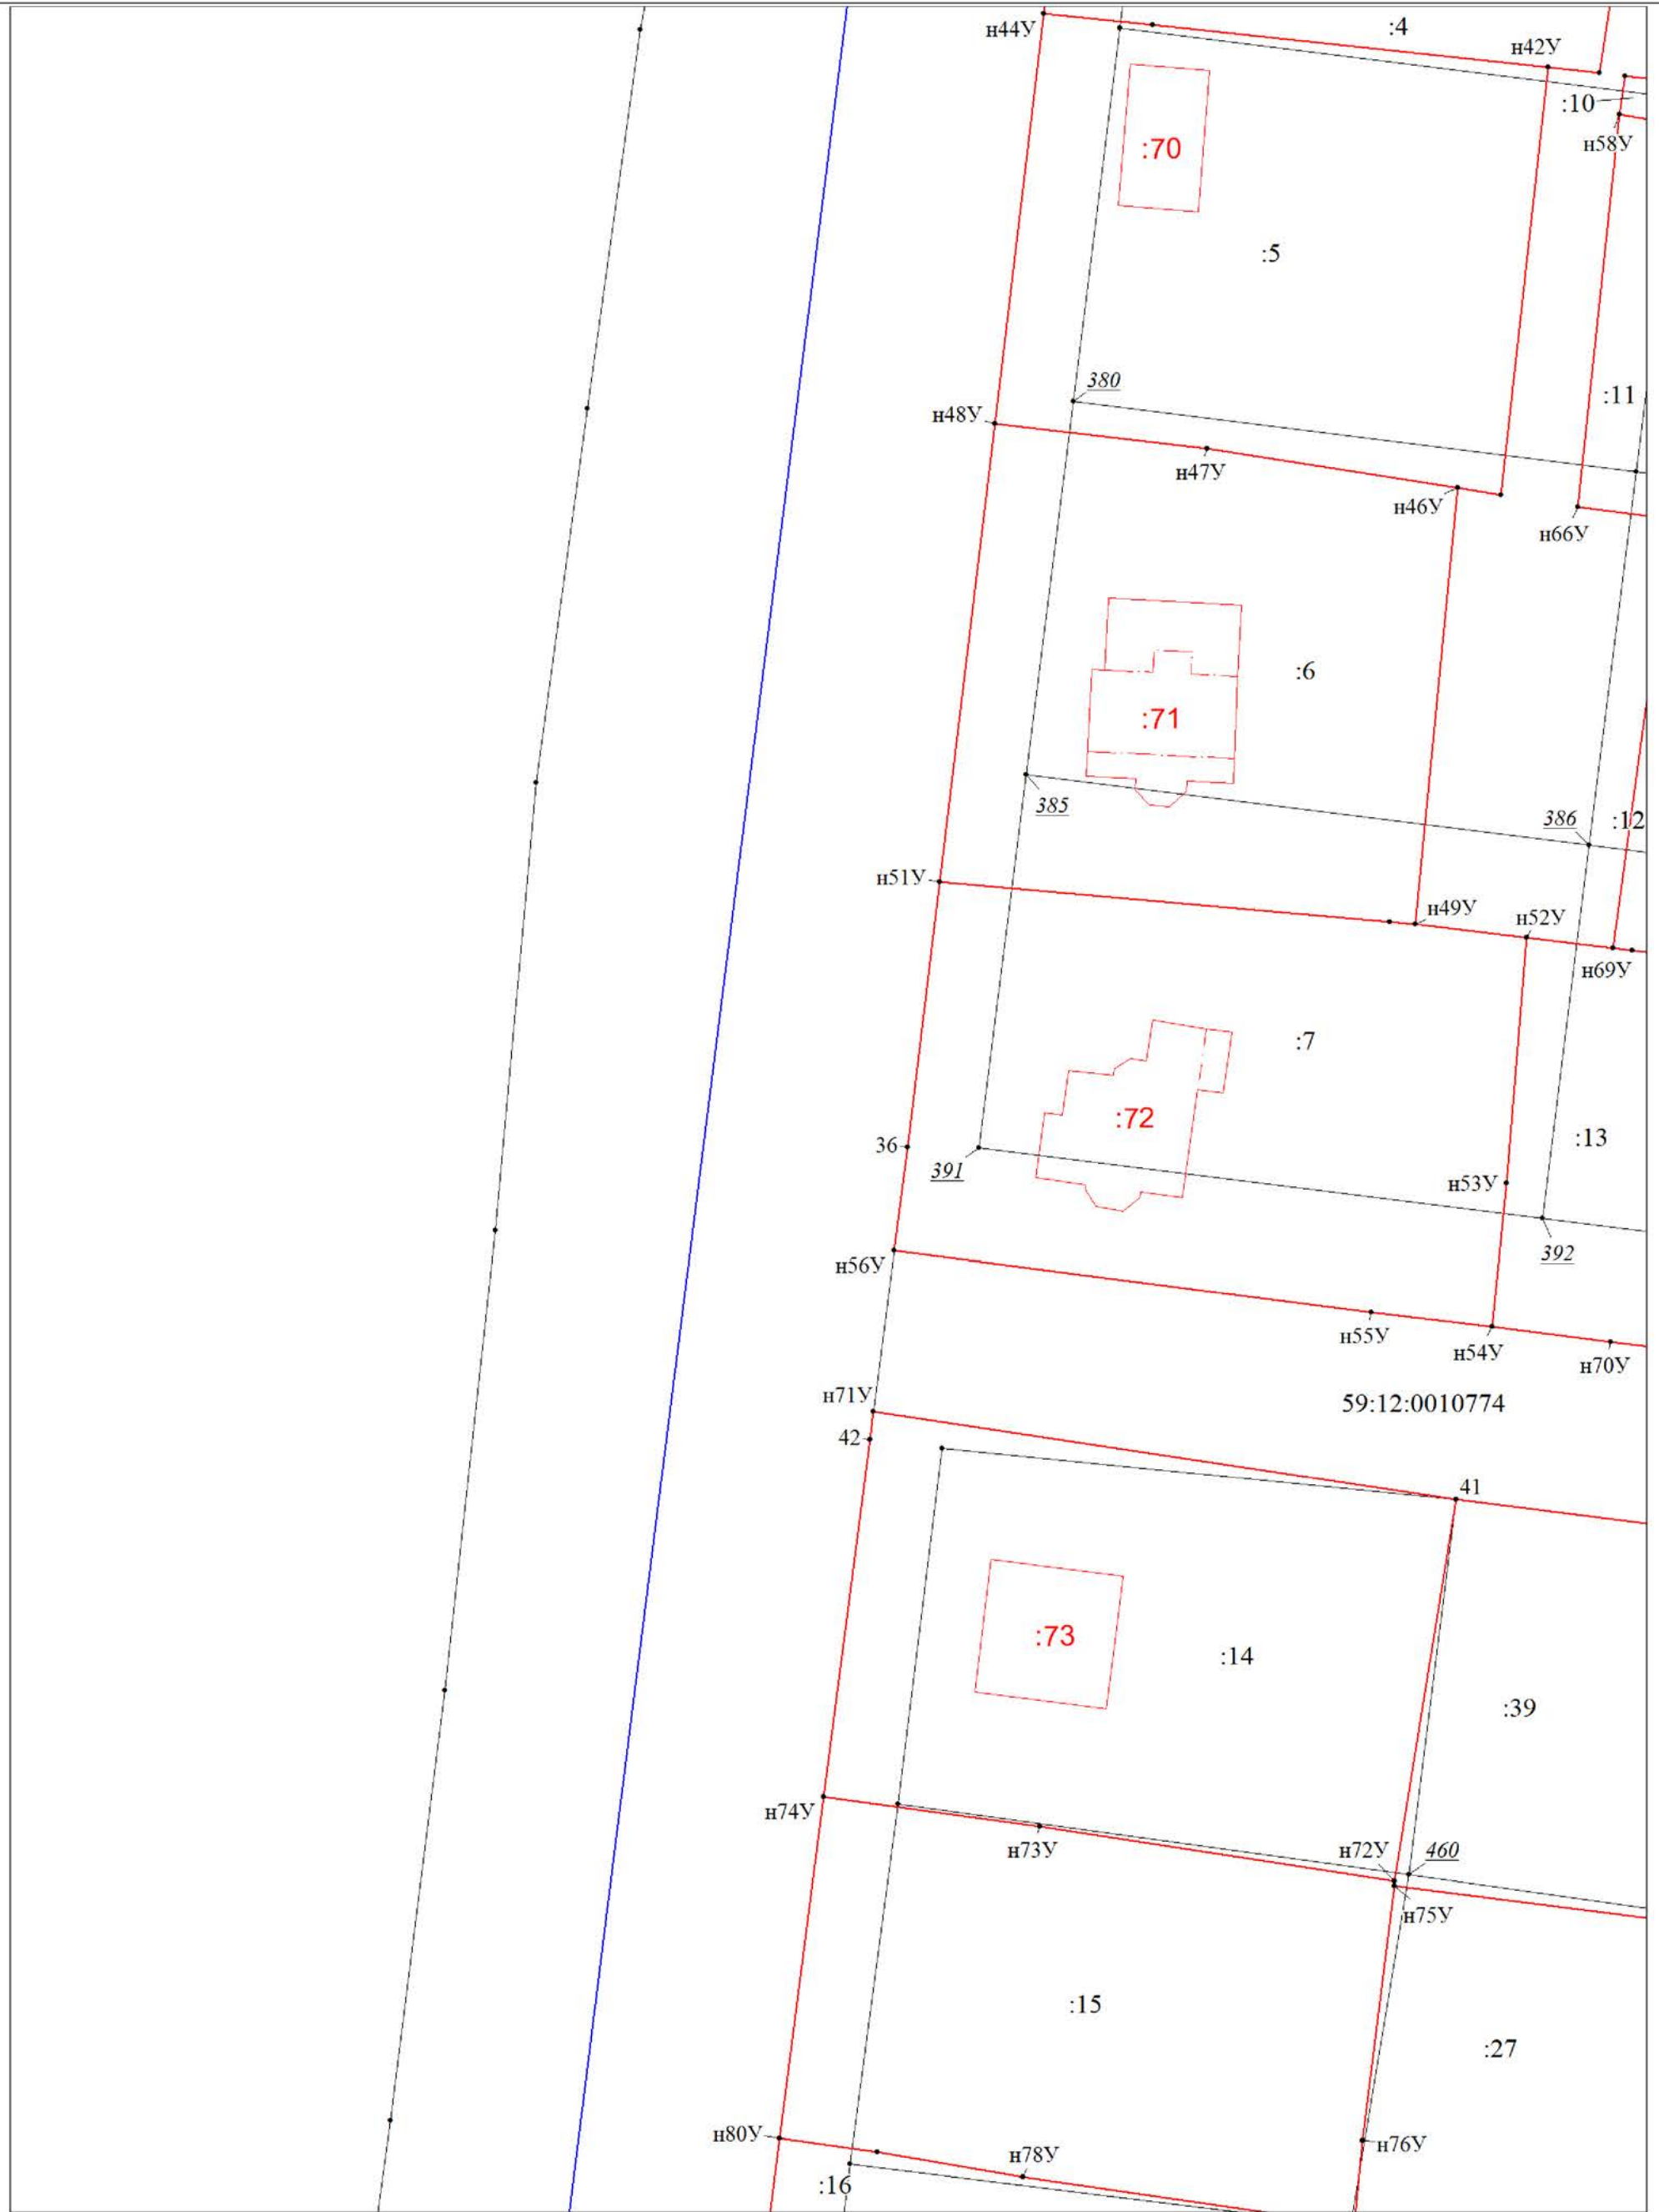 :4
н44У
н42У
:10
н58У
:70
:5
380
:11
н48У
н47У
н46У
н66У
:6
:71
385
386
:12
н51У
н49У
н52У
н69У
:7
:72
36
391
:13
н53У
392
н56У
н55У
н54У
н70У
н71У
59:12:0010774
42
41
:73
:14
:39
н74У
н73У
н72У
460
н75У
:15
:27
н80У
н78У
н76У
:16